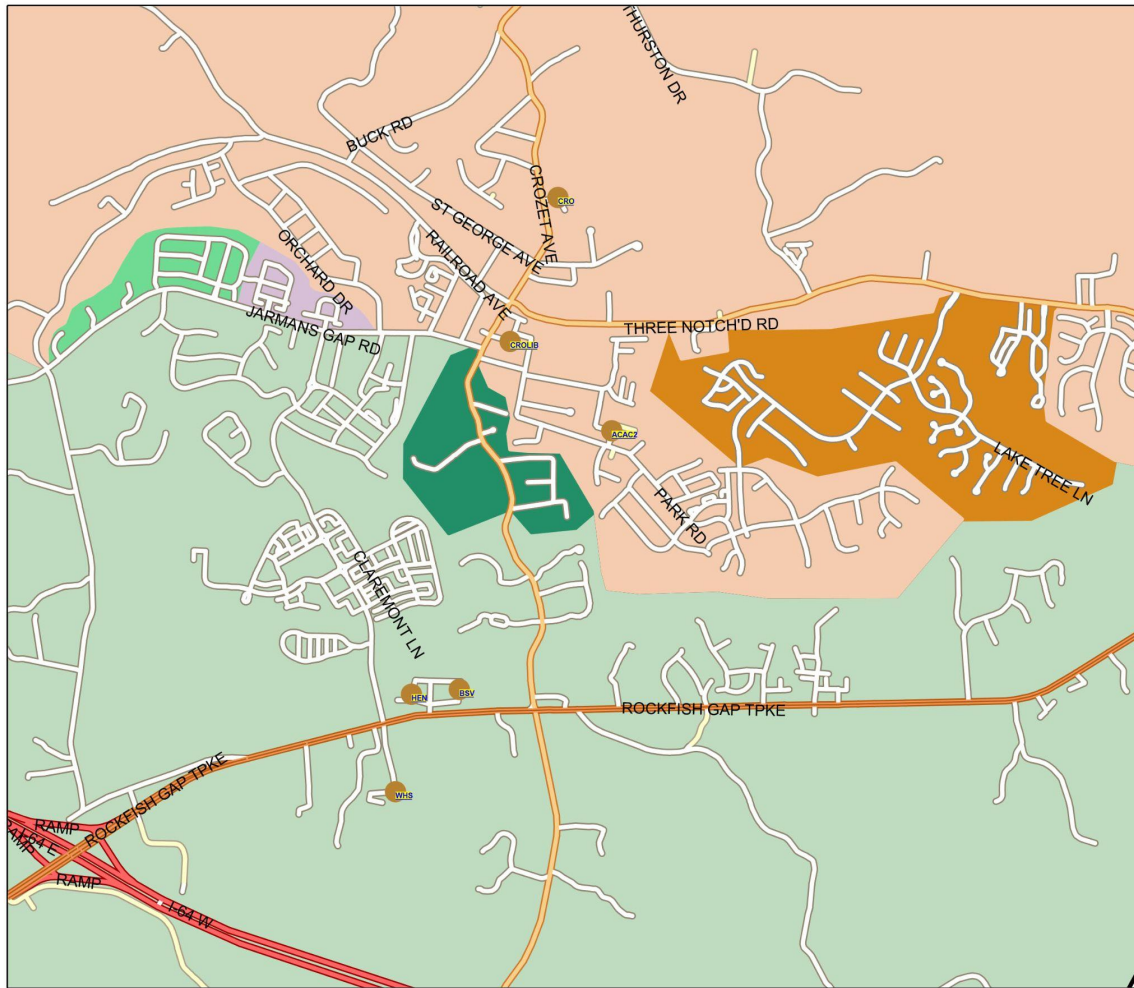 THURSTON DR
BUCK RD
CROZET AVE
CRO
ST GEORGE AVE
RAILROAD AVE
ORCHARD DR
JARMANS GAP RD
THREE NOTCH'D RD
CROLIB
ACAC2
LAKE TREE LN
PARK RD
CLAREMONT LN
HEN
BSV
ROCKFISH GAP TPKE
ROCKFISH GAP TPKE
WHS
RAMP
RAMP
I-64 E
RAMP
I-64 W